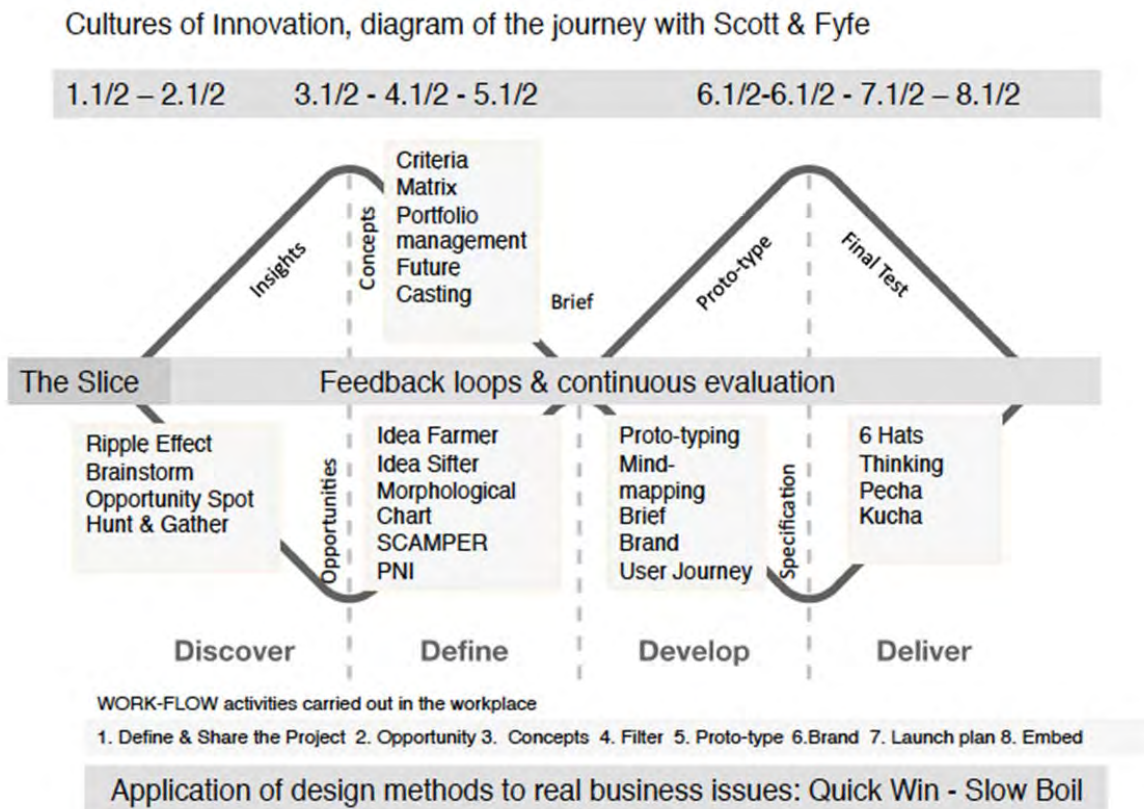 Cultures of Innovation, diagram of the journey with Scott & Fyfe
1.1/2 – 2.1/2
3.1/2 - 4.1/2 - 5.1/2
6.1/2-6.1/2 - 7.1/2 – 8.1/2
Insights
Concepts
Criteria
Matrix
Portfolio
management
Future
Casting
Brief
Proto-type
Final Test
The Slice
Feedback loops & continuous evaluation
Ripple Effect
Brainstorm
Opportunity Spot
Hunt & Gather
Opportunities
Idea Farmer
Idea Sifter
Morphological
Chart
SCAMPER
PNI
Proto-typing
Mind-
mapping
Brief
Brand
User Journey
Specification
6 Hats
Thinking
Pecha
Kucha
Discover
Define
Develop
Deliver
WORK-FLOW activities carried out in the workplace
1. Define & Share the Project 2. Opportunity 3. Concepts 4. Filter 5. Proto-type 6.Brand 7. Launch plan 8. Embed
Application of design methods to real business issues: Quick Win - Slow Boil